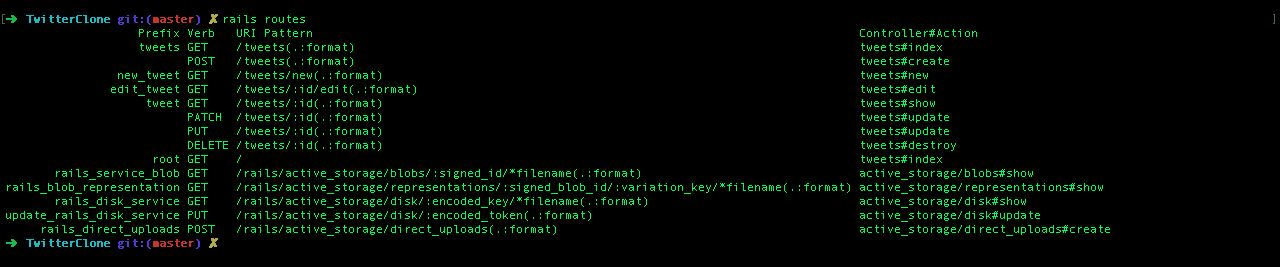 [➜ TwitterClone git:(master) ✗ rails routes ]
Prefix Verb URI Pattern Controller#Action
tweets GET /tweets(.:format) tweets#index
POST /tweets(.:format) tweets#create
new_tweet GET /tweets/new(.:format) tweets#new
edit_tweet GET /tweets/:id/edit(.:format) tweets#edit
tweet GET /tweets/:id(.:format) tweets#show
PATCH /tweets/:id(.:format) tweets#update
PUT /tweets/:id(.:format) tweets#update
DELETE /tweets/:id(.:format) tweets#destroy
root GET / tweets#index
rails_service_blob GET /rails/active_storage/blobs/:signed_id/*filename(.:format) active_storage/blobs#show
rails_blob_representation GET /rails/active_storage/representations/:signed_blob_id/:variation_key/*filename(.:format) active_storage/representations#show
rails_disk_service GET /rails/active_storage/disk/:encoded_key/*filename(.:format) active_storage/disk#show
update_rails_disk_service PUT /rails/active_storage/disk/:encoded_token(.:format) active_storage/disk#update
rails_direct_uploads POST /rails/active_storage/direct_uploads(.:format) active_storage/direct_uploads#create
➜ TwitterClone git:(master) ✗